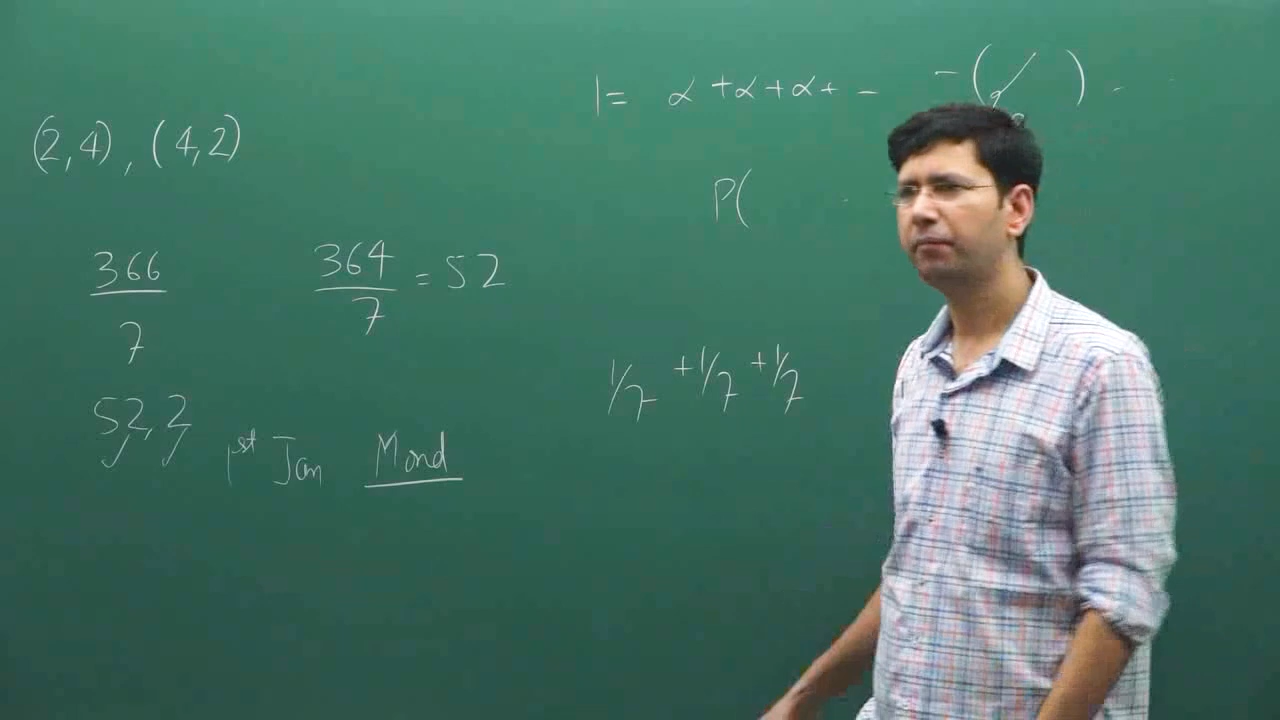 1 = α + α + α + - - ( )
(2,4), (4,2)
P(
366/7
364/7 = 52
1/7 + 1/7 + 1/7
52, 2
1st Jan Mond